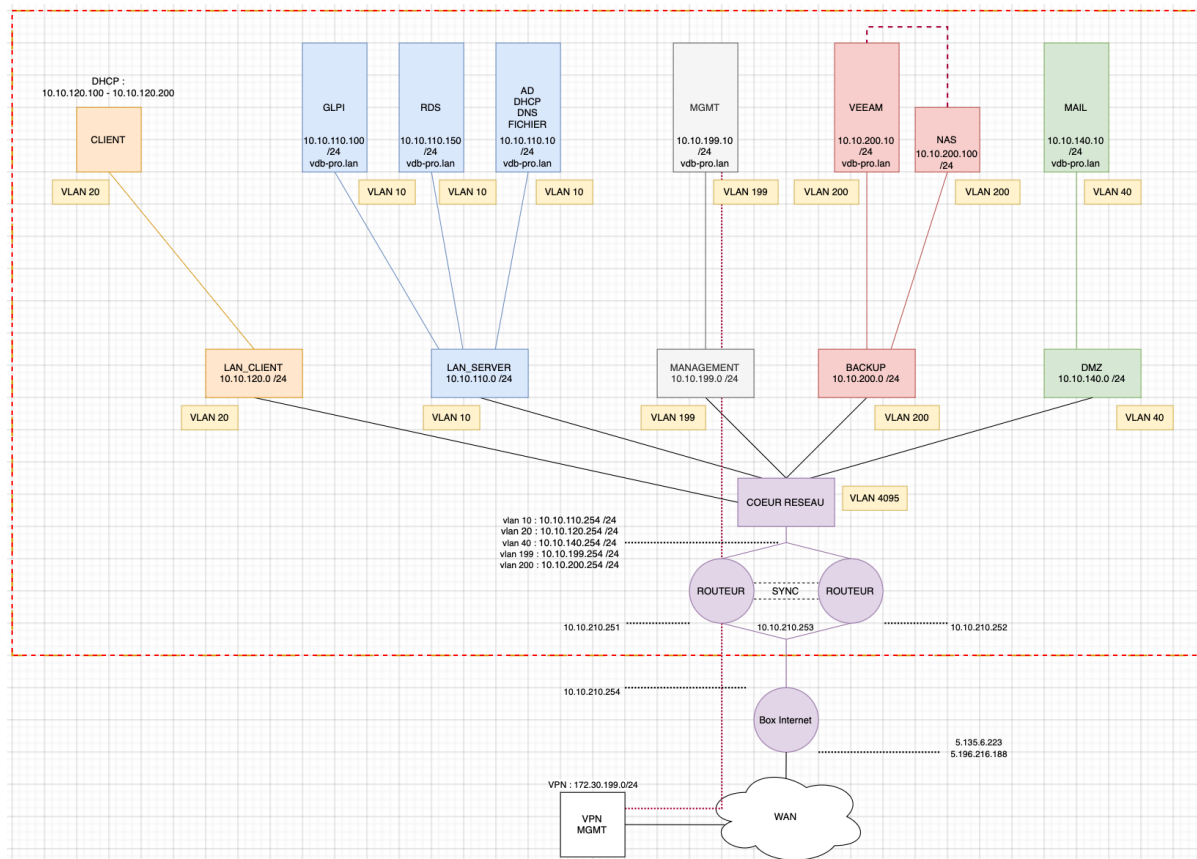 DHCP :
10.10.120.100 - 10.10.120.200
CLIENT
VLAN 20
GLPI
10.10.110.100
/24
vdb-pro.lan
VLAN 10
RDS
10.10.110.150
/24
vdb-pro.lan
VLAN 10
AD
DHCP
DNS
FICHIER
10.10.110.10
/24
vdb-pro.lan
VLAN 10
MGMT
10.10.199.10
/24
vdb-pro.lan
VLAN 199
VEEAM
10.10.200.10
/24
vdb-pro.lan
VLAN 200
NAS
10.10.200.100
/24
VLAN 200
MAIL
10.10.140.10
/24
vdb-pro.lan
VLAN 40
LAN_CLIENT
10.10.120.0 /24
VLAN 20
LAN_SERVER
10.10.110.0 /24
VLAN 10
MANAGEMENT
10.10.199.0 /24
VLAN 199
BACKUP
10.10.200.0 /24
VLAN 200
DMZ
10.10.140.0 /24
VLAN 40
COEUR RESEAU
VLAN 4095
vlan 10 : 10.10.110.254 /24
vlan 20 : 10.10.120.254 /24
vlan 40 : 10.10.140.254 /24
vlan 199 : 10.10.199.254 /24
vlan 200 : 10.10.200.254 /24
ROUTEUR
SYNC
ROUTEUR
10.10.210.251
10.10.210.253
10.10.210.252
10.10.210.254
Box Internet
5.135.6.223
5.196.216.188
VPN : 172.30.199.0/24
VPN
MGMT
WAN